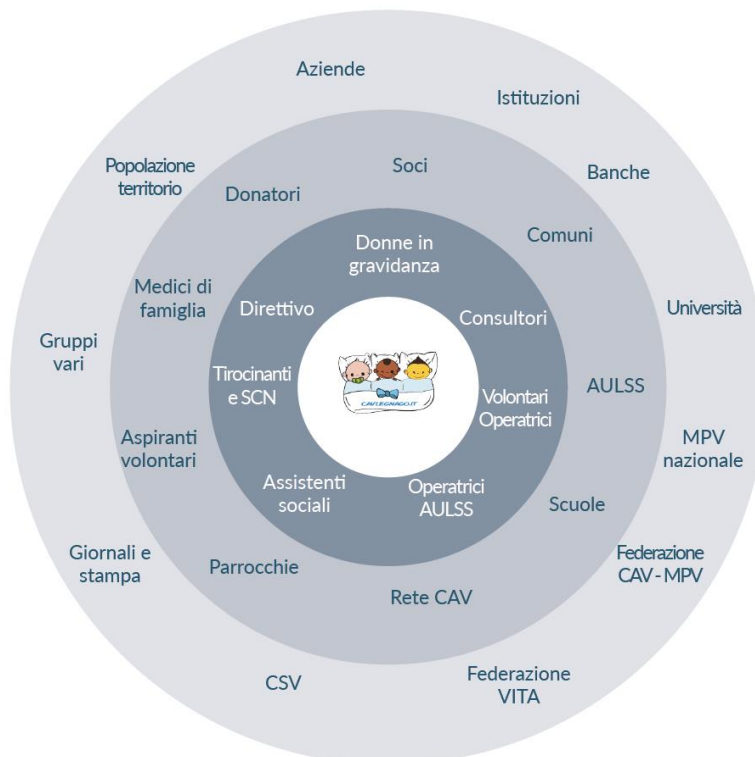 Aziende
Istituzioni
Popolazione
territorio
Soci
Banche
Donatori
Comuni
Donne in
gravidanza
Medici di
famiglia
Direttivo
Consultori
Università
Gruppi
vari
Tirocinanti
e SCN
CAVLEGNAGO.IT
Volontari
Operatrici
AULSS
Aspiranti
volontari
MPV
nazionale
Assistenti
sociali
Operatrici
AULSS
Scuole
Giornali e
stampa
Parrocchie
Federazione
CAV - MPV
Rete CAV
CSV
Federazione
VITA